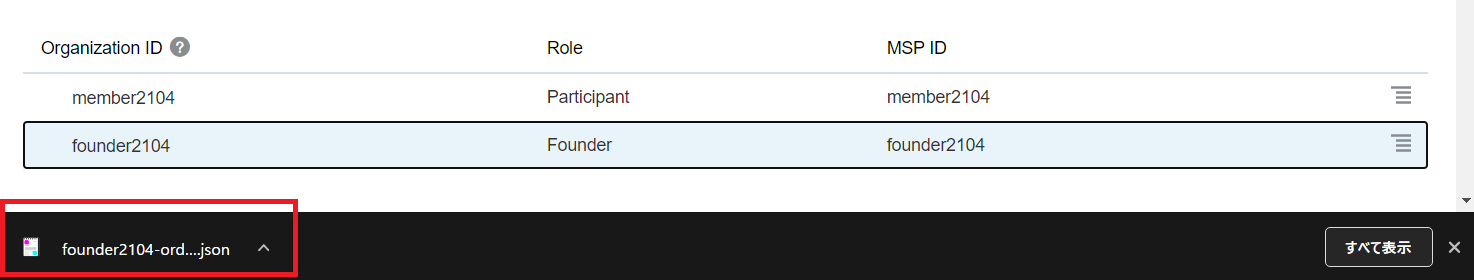 Organization ID ? Role MSP ID
member2104 Participant member2104
founder2104 Founder founder2104
founder2104-ord....json すべて表示